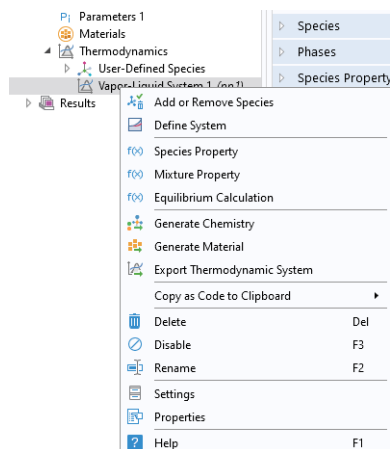 Pi Parameters 1
Materials
Thermodynamics
User-Defined Species
Vapor-Liquid System 1 (pp1)
Results
Species
Phases
Species Property
Add or Remove Species
Define System
f(x) Species Property
f(x) Mixture Property
f(x) Equilibrium Calculation
Generate Chemistry
Generate Material
Export Thermodynamic System
Copy as Code to Clipboard
Delete Del
Disable F3
Rename F2
Settings
Properties
? Help F1